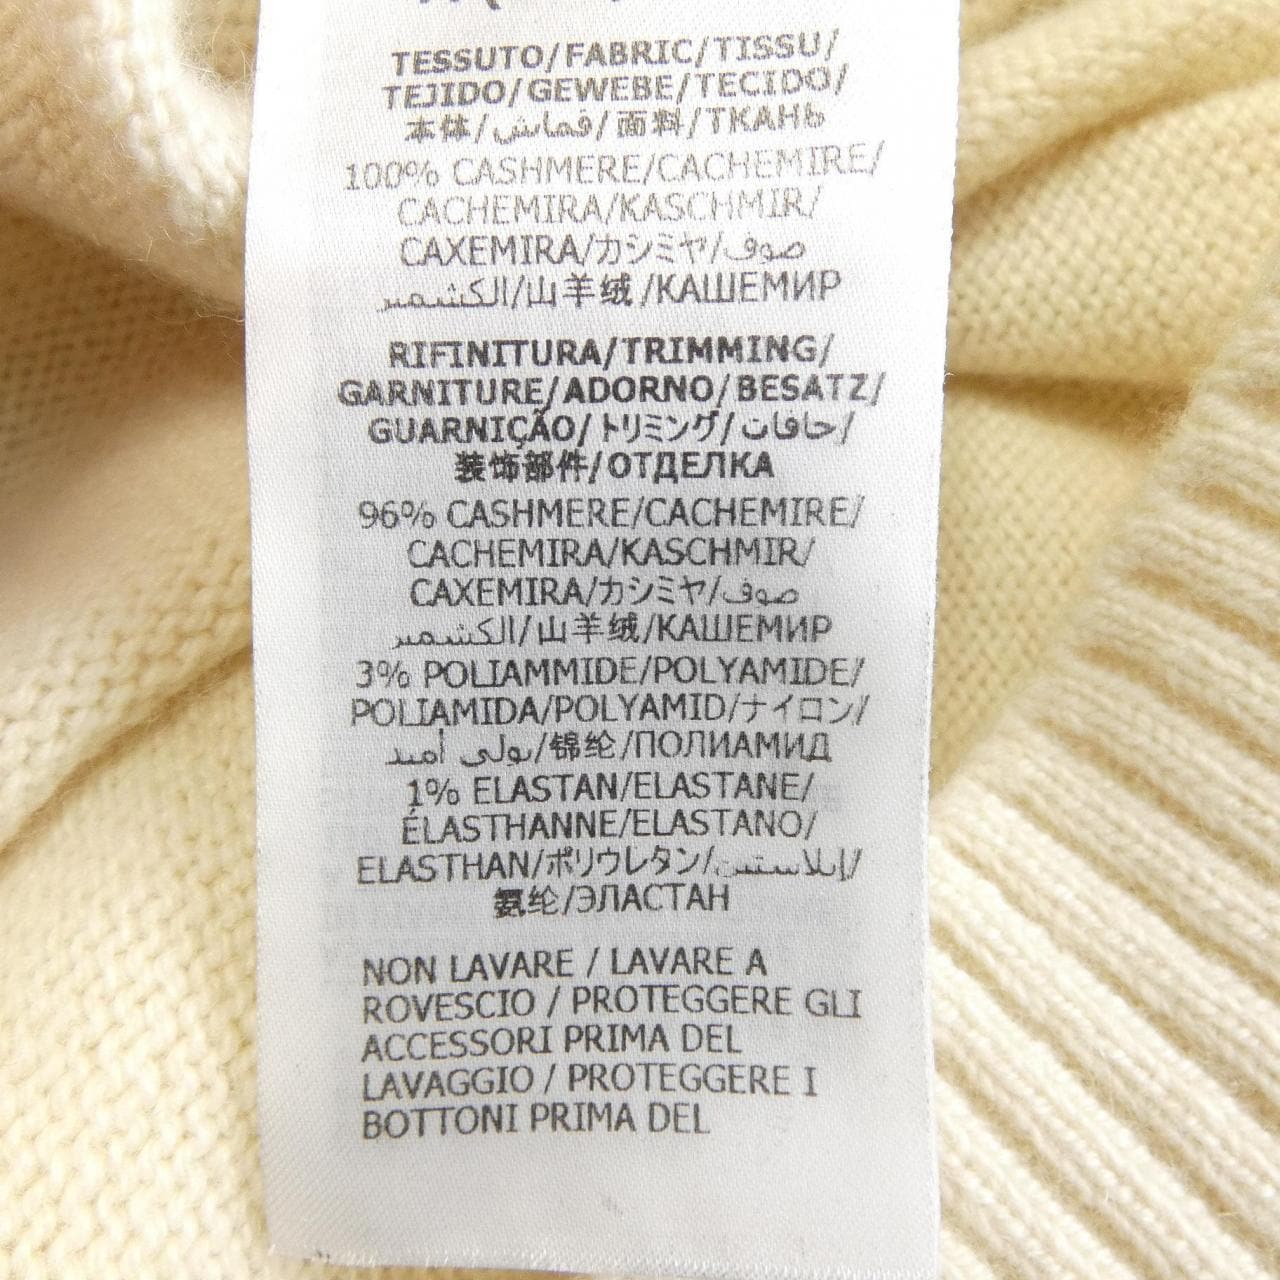 TESSUTO/FABRIC/TISSU/
TEJIDO/GEWEBE/TECIDO/
本体/قماش/面料/ТКАНЬ
100% CASHMERE/CACHEMIRE/
CACHEMIRA/KASCHMIR/
CAXEMIRA/カシミヤ/صوف
الكشمير/山羊绒/КАШЕМИР
RIFINITURA/TRIMMING/
GARNITURE/ADORNO/BESATZ/
GUARNIÇÃO/トリミング/حافات/
装饰部件/ОТДЕЛКА
96% CASHMERE/CACHEMIRE/
CACHEMIRA/KASCHMIR/
CAXEMIRA/カシミヤ/صوف
الكشمير/山羊绒/КАШЕМИР
3% POLIAMMIDE/POLYAMIDE/
POLIAMIDA/POLYAMID/ナイロン/
بولي أميد/锦纶/ПОЛИАМИД
1% ELASTAN/ELASTANE/
ÉLASTHANNE/ELASTANO/
ELASTHAN/ポリウレタン/إيلاستين/
氨纶/ЭЛАСТАН
NON LAVARE / LAVARE A
ROVESCIO / PROTEGGERE GLI
ACCESSORI PRIMA DEL
LAVAGGIO / PROTEGGERE I
BOTTONI PRIMA DEL